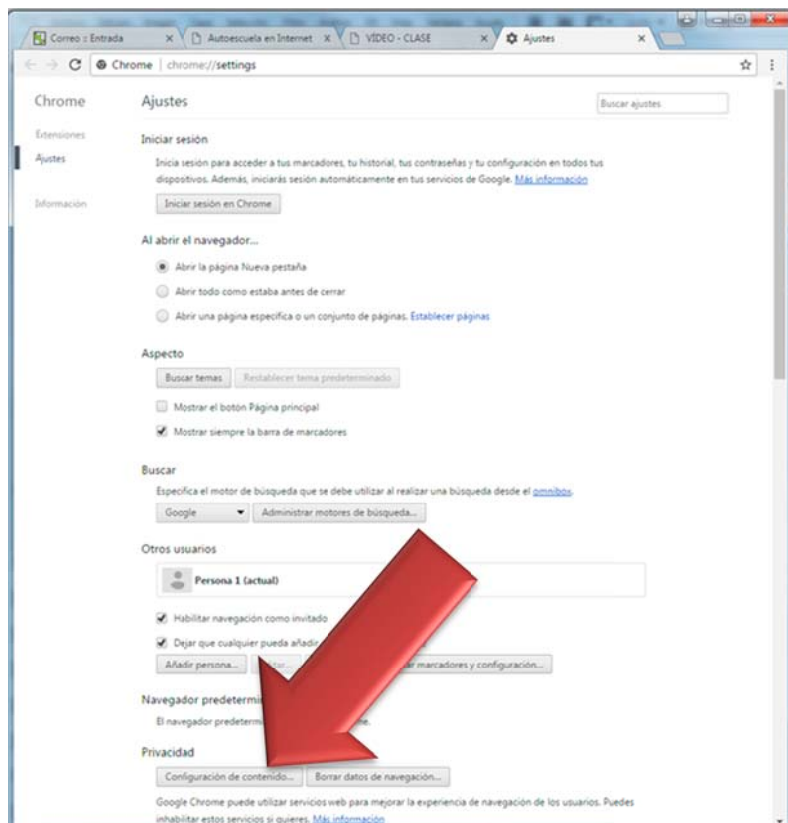 Correo :: Entrada
Autoescuela en Internet
VIDEO - CLASE
Ajustes
Chrome | chrome://settings
Chrome
Ajustes
Buscar ajustes
Extensiones
Ajustes
Información
Iniciar sesión
Inicia sesión para acceder a tus marcadores, tu historial, tus contraseñas y tu configuración en todos tus
dispositivos. Además, iniciarás sesión automáticamente en tus servicios de Google. Más información
Iniciar sesión en Chrome
Al abrir el navegador...
Abrir la página Nueva pestaña
Abrir todo como estaba antes de cerrar
Abrir una página específica o un conjunto de páginas. Establecer páginas
Aspecto
Buscar temas Restablecer tema predeterminado
Mostrar el botón Página principal
Mostrar siempre la barra de marcadores
Buscar
Especifica el motor de búsqueda que se debe utilizar al realizar una búsqueda desde el omnibox.
Google Administrar motores de búsqueda...
Otros usuarios
Persona 1 (actual)
Habilitar navegación como invitado
Dejar que cualquier pueda añadir
Añadir persona... marcadores y configuración...
Navegador
El navegador
Privacidad
Configuración de contenido... Borrar datos de navegación...
Google Chrome puede utilizar servicios web para mejorar la experiencia de navegación de los usuarios. Puedes
inhabilitar estos servicios si quieres. Más información